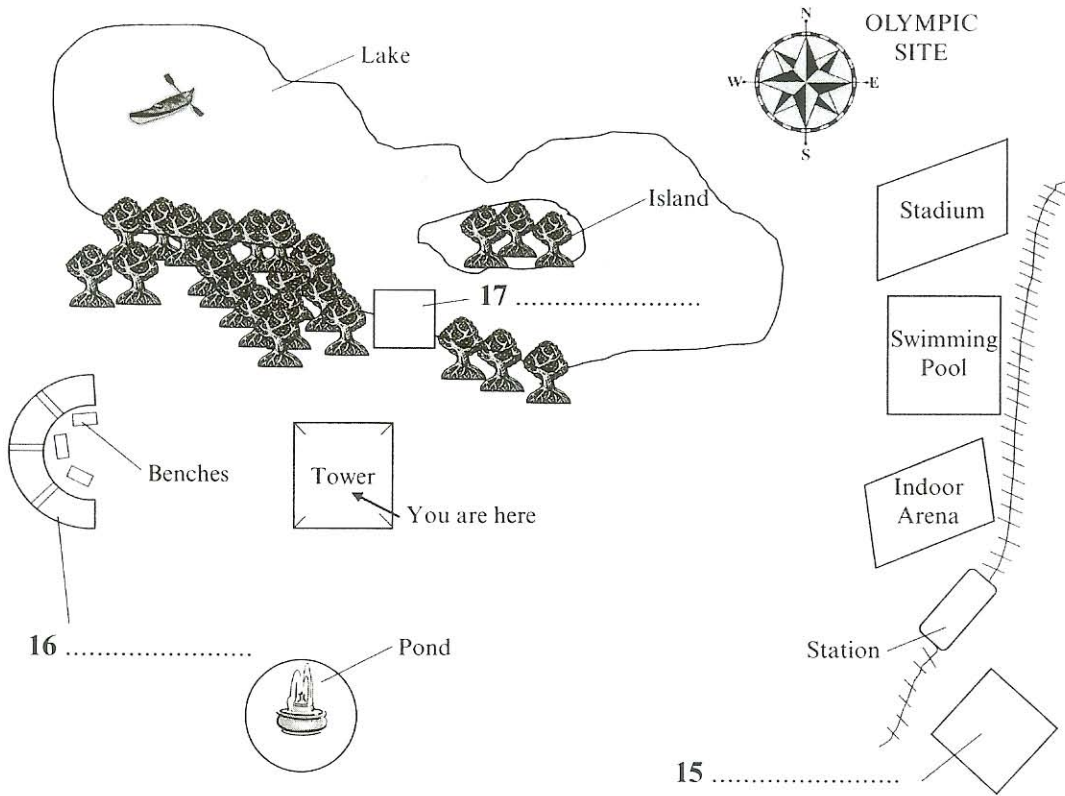 OLYMPIC
SITE
N
W
E
S
Lake
Island
Stadium
17 ........................
Swimming
Pool
Benches
Tower
You are here
Indoor
Arena
16 ........................
Pond
Station
15 ........................